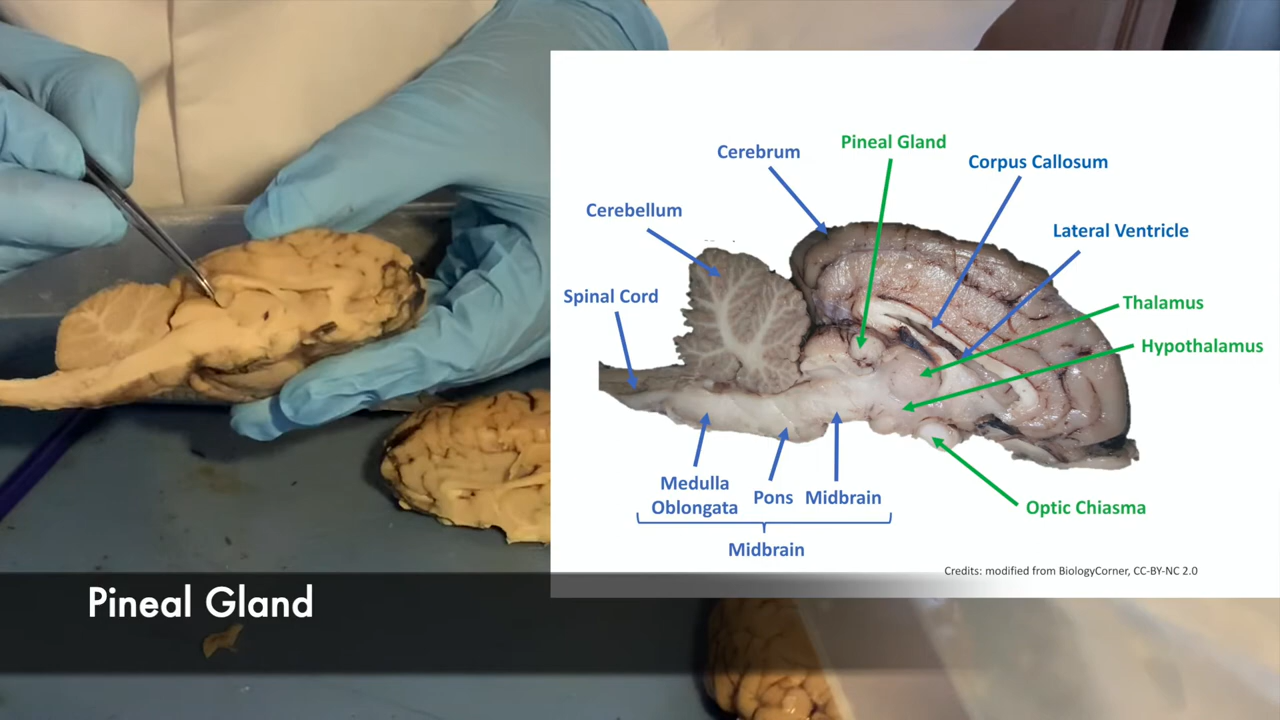 Pineal Gland
Cerebrum
Corpus Callosum
Cerebellum
Lateral Ventricle
Spinal Cord
Thalamus
Hypothalamus
Medulla
Oblongata
Pons
Midbrain
Optic Chiasma
Midbrain
Credits: modified from BiologyCorner, CC-BY-NC 2.0
Pineal Gland